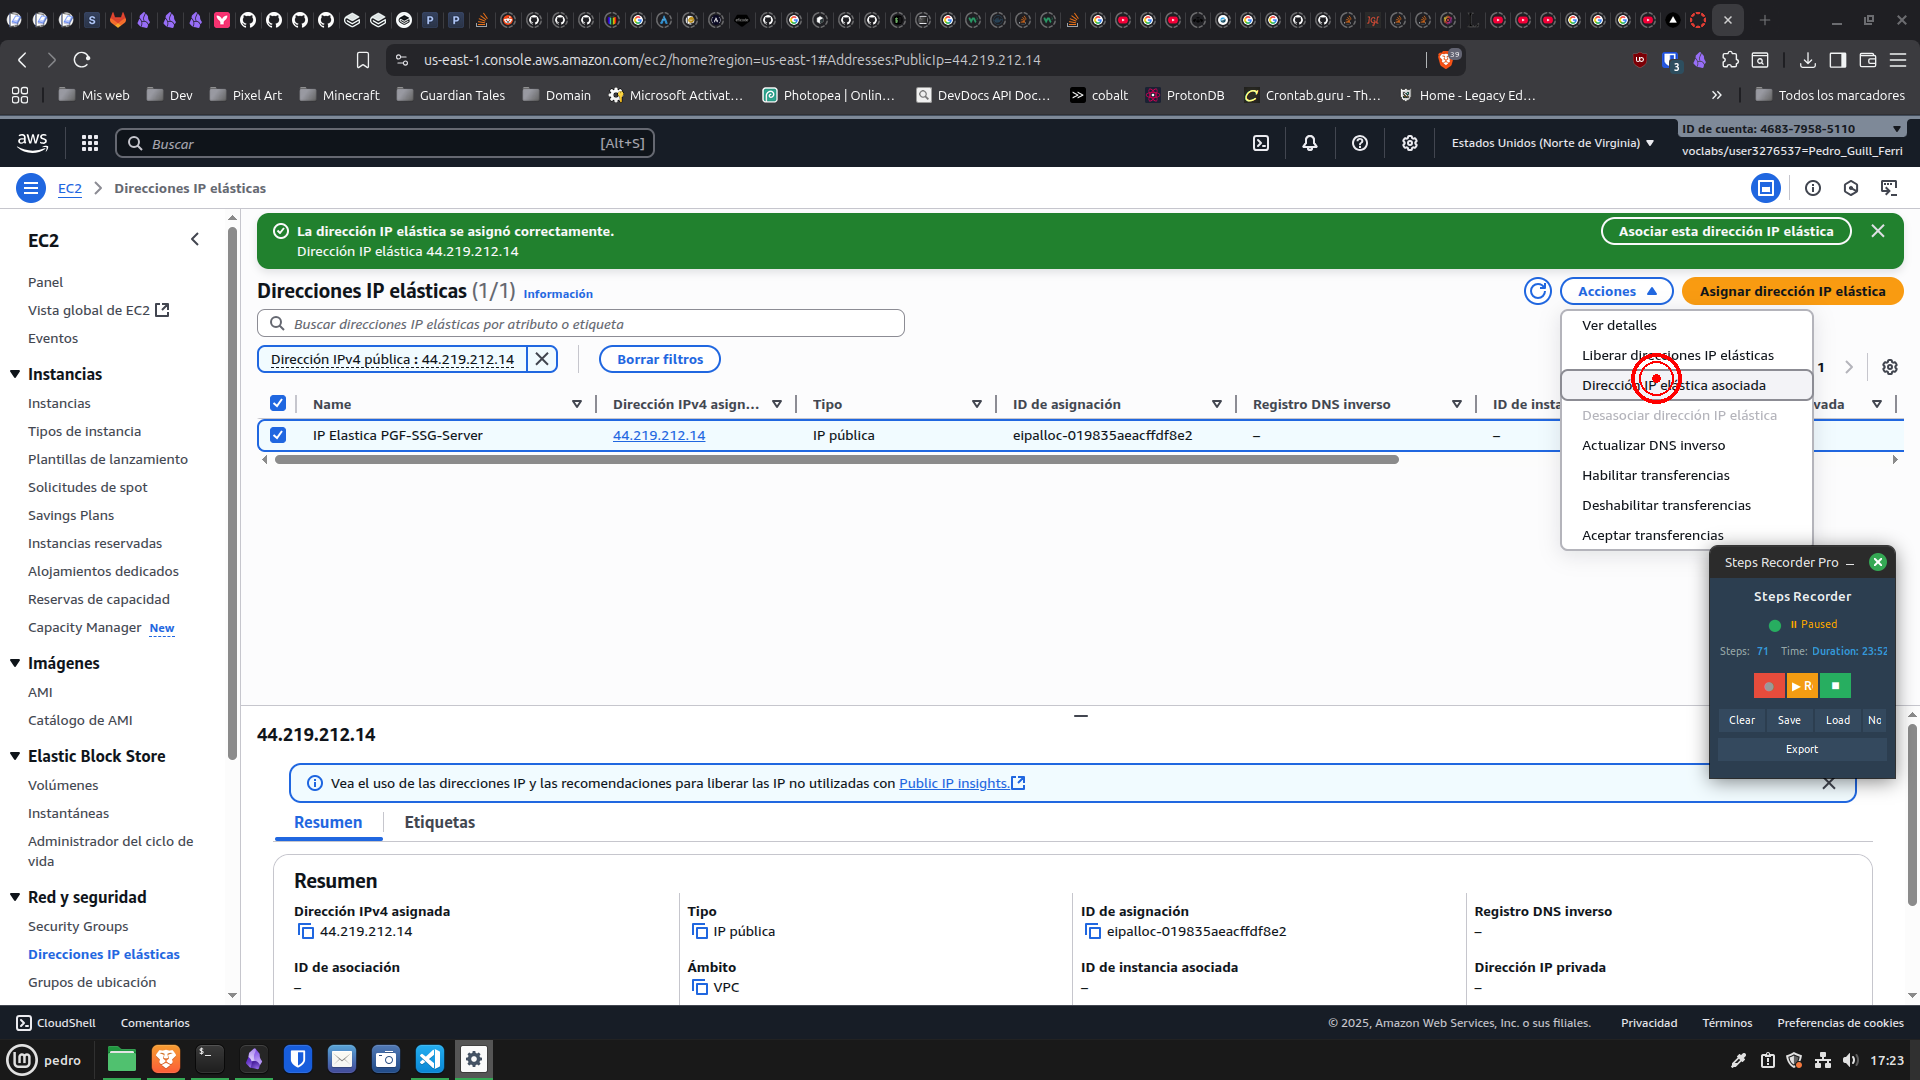 us-east-1.console.aws.amazon.com/ec2/home?region=us-east-1#Addresses:PublicIp=44.219.212.14
39
3
Mis web
Dev
Pixel Art
Minecraft
Guardian Tales
Domain
Microsoft Activat...
Photopea | Onlin...
DevDocs API Doc...
cobalt
ProtonDB
Crontab.guru - Th...
Home - Legacy Ed...
Todos los marcadores
aws
Buscar
[Alt+S]
Estados Unidos (Norte de Virginia)
ID de cuenta: 4683-7958-5110
voclabs/user3276537=Pedro_Guill_Ferri
EC2
Direcciones IP elásticas
EC2
Panel
Vista global de EC2
Eventos
Instancias
Instancias
Tipos de instancia
Plantillas de lanzamiento
Solicitudes de spot
Savings Plans
Instancias reservadas
Alojamientos dedicados
Reservas de capacidad
Capacity Manager New
Imágenes
AMI
Catálogo de AMI
Elastic Block Store
Volúmenes
Instantáneas
Administrador del ciclo de
vida
Red y seguridad
Security Groups
Direcciones IP elásticas
Grupos de ubicación
La dirección IP elástica se asignó correctamente.
Dirección IP elástica 44.219.212.14
Asociar esta dirección IP elástica
Direcciones IP elásticas (1/1) Información
Acciones
Asignar dirección IP elástica
Buscar direcciones IP elásticas por atributo o etiqueta
Dirección IPv4 pública : 44.219.212.14
Borrar filtros
1
Ver detalles
Liberar direcciones IP elásticas
Dirección IP elástica asociada
Desasociar dirección IP elástica
Actualizar DNS inverso
Habilitar transferencias
Deshabilitar transferencias
Aceptar transferencias
Name
Dirección IPv4 asign...
Tipo
ID de asignación
Registro DNS inverso
ID de insta
vada
IP Elastica PGF-SSG-Server
44.219.212.14
IP pública
eipalloc-019835aeacffdf8e2
–
–
Steps Recorder Pro
Steps Recorder
Paused
Steps: 71 Time: Duration: 23:52
R
Clear
Save
Load
No
Export
44.219.212.14
Vea el uso de las direcciones IP y las recomendaciones para liberar las IP no utilizadas con Public IP insights.
Resumen
Etiquetas
Resumen
Dirección IPv4 asignada
44.219.212.14
Tipo
IP pública
ID de asignación
eipalloc-019835aeacffdf8e2
Registro DNS inverso
–
ID de asociación
–
Ámbito
VPC
ID de instancia asociada
–
Dirección IP privada
–
CloudShell
Comentarios
© 2025, Amazon Web Services, Inc. o sus filiales.
Privacidad
Términos
Preferencias de cookies
pedro
17:23